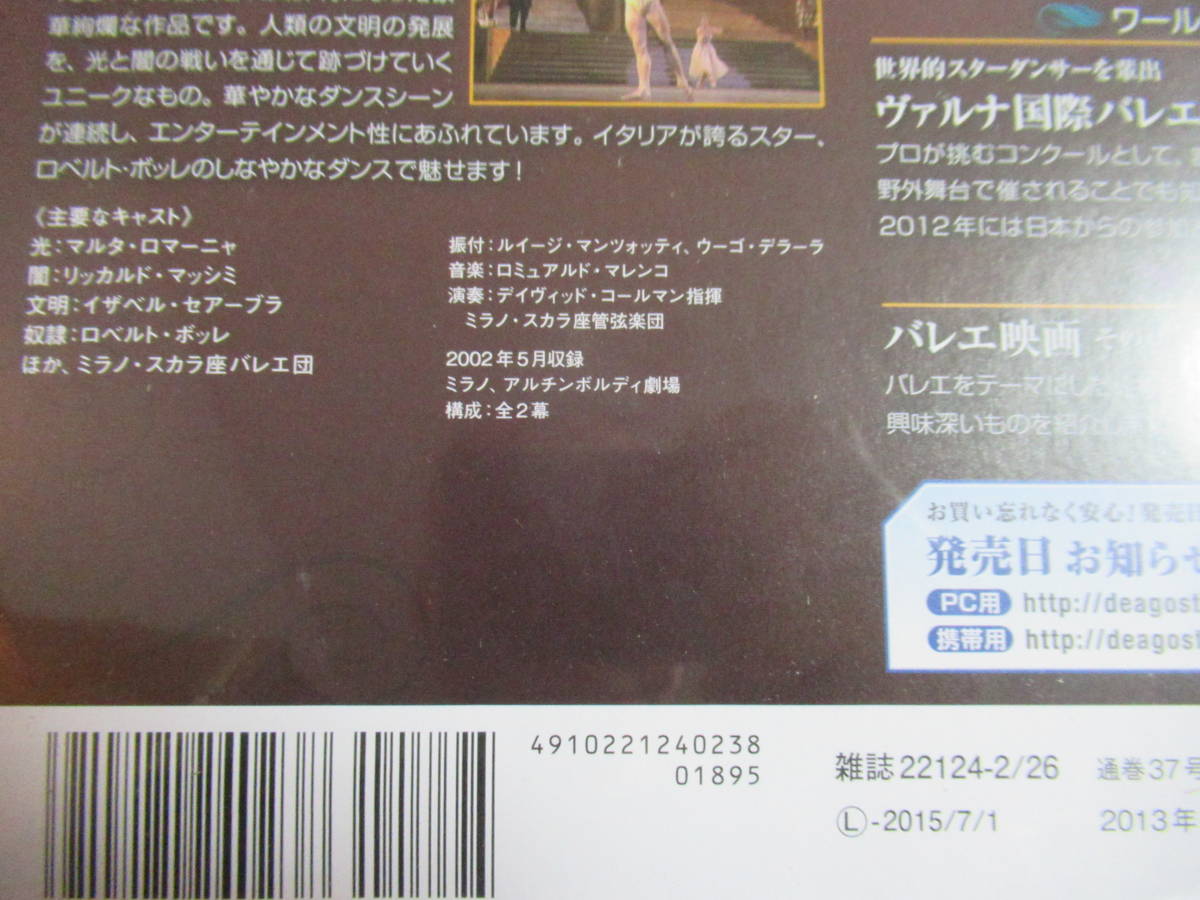 華絢爛な作品です。人類の文明の発展
を、光と闇の戦いを通じて跡づけていく
ユニークなもの。華やかなダンスシーン
が連続し、エンターテインメント性にあふれています。イタリアが誇るスター、
ロベルト・ボッレのしなやかなダンスで魅せます!
《主要なキャスト》
光:マルタ・ロマーニャ
闇:リッカルド・マッシミ
文明:イザベル・セアーブラ
奴隷:ロベルト・ボッレ
ほか、ミラノ・スカラ座バレエ団
振付:ルイージ・マンツォッティ、ウーゴ・デラーラ
音楽:ロミュアルド・マレンコ
演奏:デイヴィッド・コールマン指揮
ミラノ・スカラ座管弦楽団
2002年5月収録
ミラノ、アルチンボルディ劇場
構成:全2幕
ワール
世界的スターダンサーを輩出
ヴァルナ国際バレエ
プロが挑むコンクールとして、
野外舞台で催されることでも
2012年には日本からの
バレエ映画
バレエをテーマにした
興味深いものを紹介
お買い忘れなく安心!発売日
発売日お知らせ
PC用 http://deagost
携帯用 http://deagost
4910221240238
01895
雑誌22124-2/26 通巻37号
Ⓛ-2015/7/1 2013年